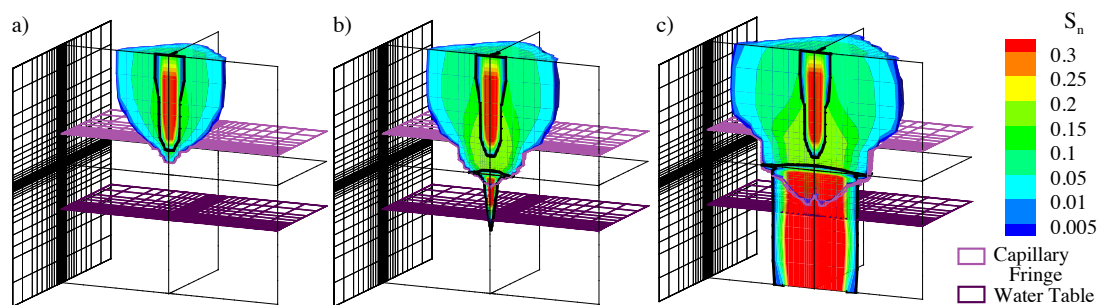 a)
b)
c)
S_n
0.3
0.25
0.2
0.15
0.1
0.05
0.01
0.005
Capillary
Fringe
Water Table